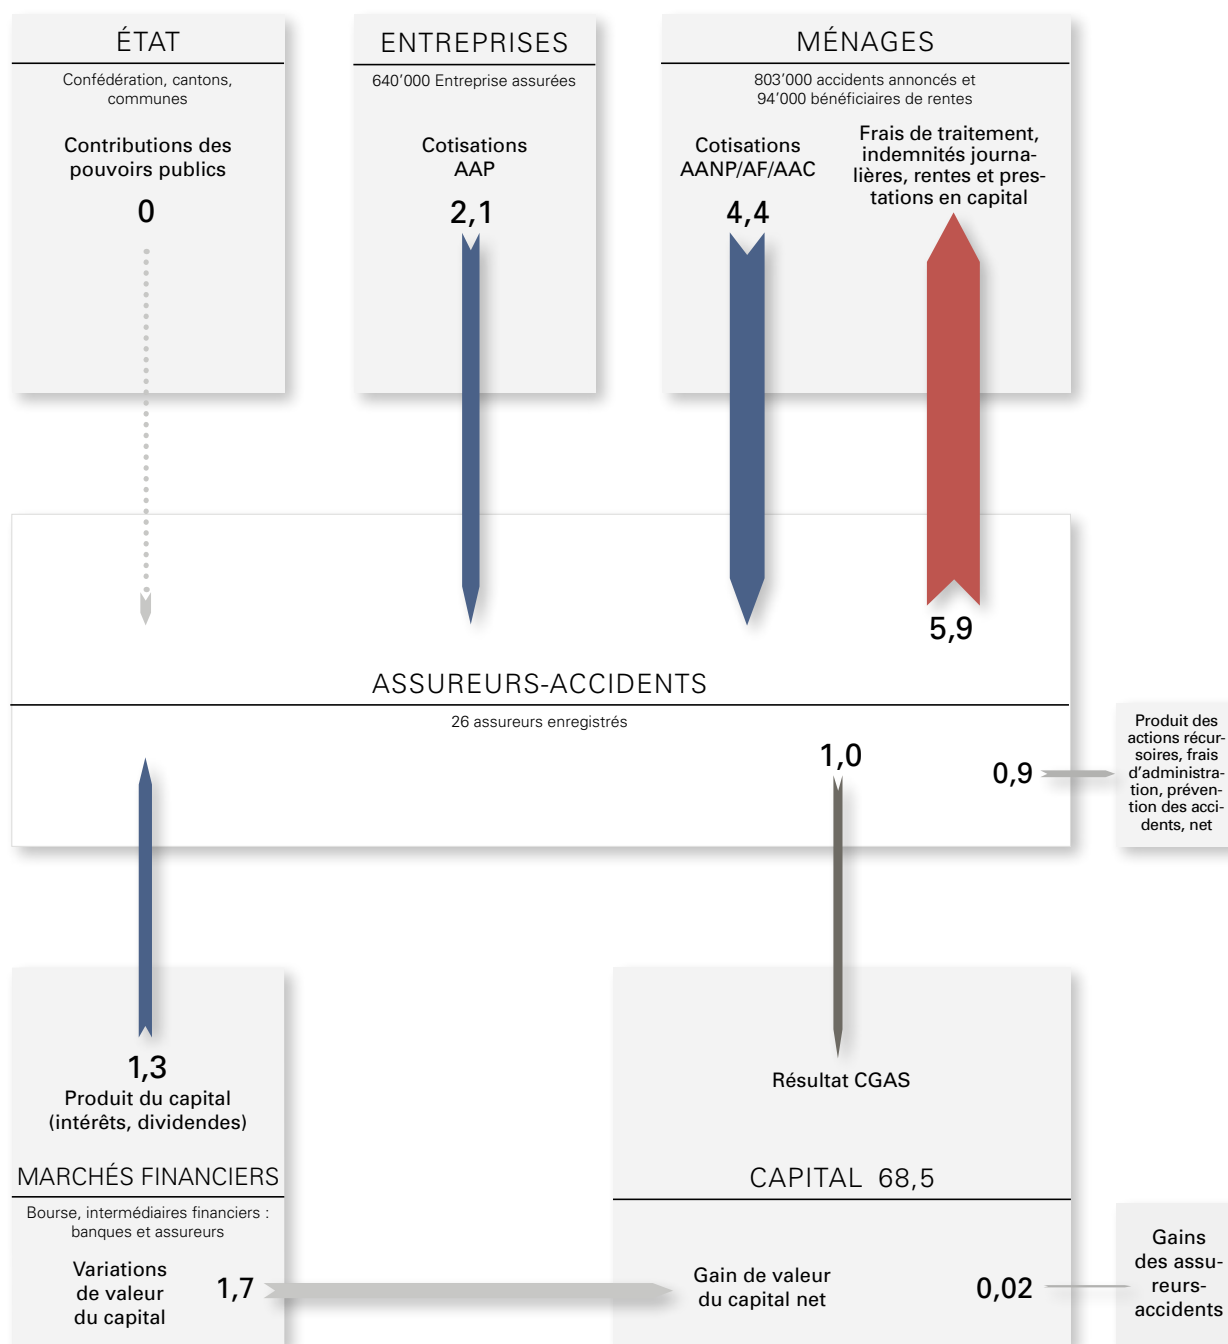 ÉTAT
Confédération, cantons,
communes
Contributions des
pouvoirs publics
0
ENTREPRISES
640’000 Entreprise assurées
Cotisations
AAP
2,1
MÉNAGES
803’000 accidents annoncés et
94’000 bénéficiaires de rentes
Cotisations
AANP/AF/AAC
4,4
Frais de traitement,
indemnités journa-
lières, rentes et pres-
tations en capital
5,9
ASSUREURS-ACCIDENTS
26 assureurs enregistrés
1,0
0,9
Produit des
actions récur-
soires, frais
d’administra-
tion, préven-
tion des acci-
dents, net
1,3
Produit du capital
(intérêts, dividendes)
MARCHÉS FINANCIERS
Bourse, intermédiaires financiers :
banques et assureurs
Variations
de valeur
du capital
1,7
Résultat CGAS
CAPITAL 68,5
Gain de valeur
du capital net
0,02
Gains
des assu-
reurs-
accidents